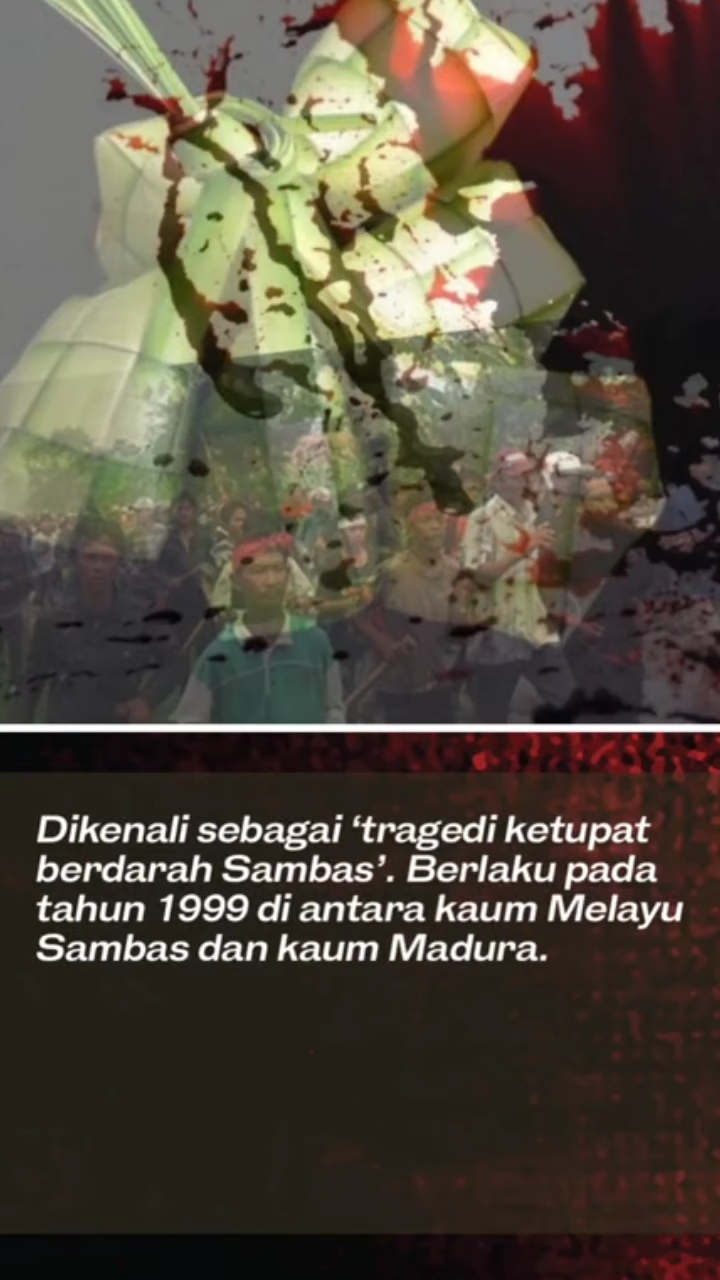 Dikenali sebagai ‘tragedi ketupat
berdarah Sambas’. Berlaku pada
tahun 1999 di antara kaum Melayu
Sambas dan kaum Madura.